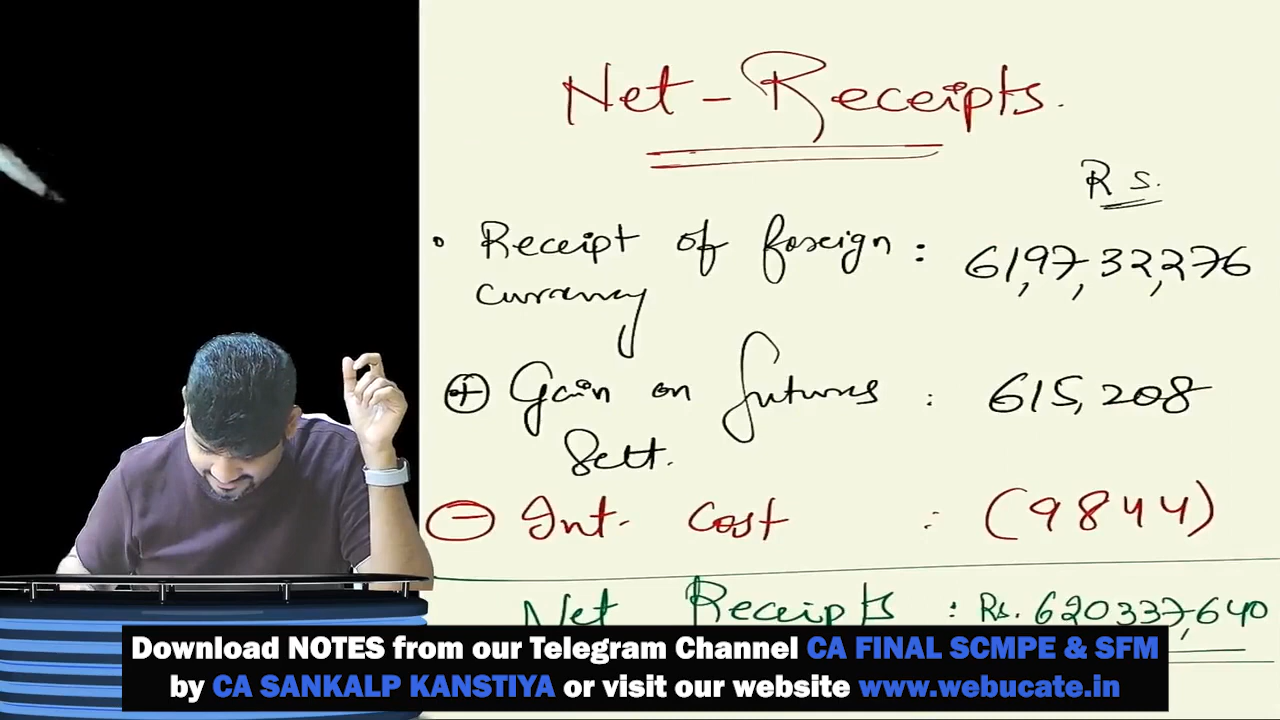 Net - Receipts.
Rs.
• Receipt of foreign : 61,97,32,276
currency
+ Gain on futures : 615,208
Sett.
- Int. Cost : (9844)
Net Receipts : Rs. 620337,640
Download NOTES from our Telegram Channel CA FINAL SCMPE & SFM
by CA SANKALP KANSTIYA or visit our website www.webucate.in